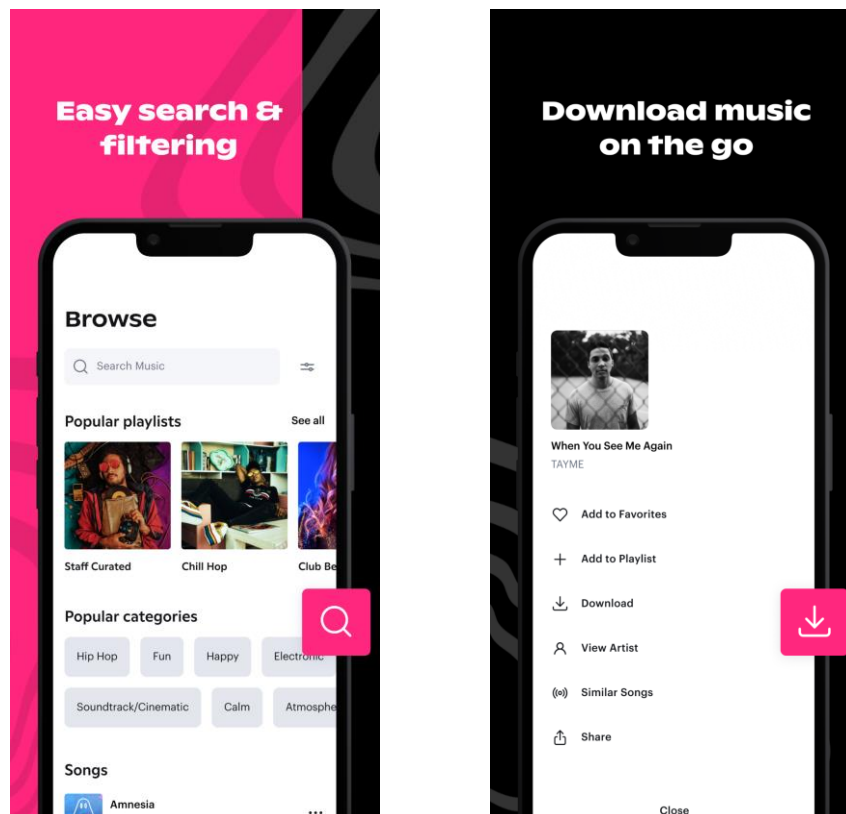 Easy search &
filtering
Browse
Search Music
Popular playlists
See all
Staff Curated
Chill Hop
Club Be
Popular categories
Hip Hop
Fun
Happy
Electronic
Soundtrack/Cinematic
Calm
Atmosphe
Songs
Amnesia
Download music
on the go
When You See Me Again
TAYME
Add to Favorites
Add to Playlist
Download
View Artist
Similar Songs
Share
Close